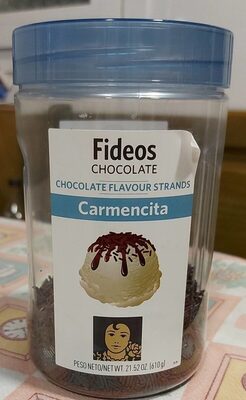 Fideos
CHOCOLATE
CHOCOLATE FLAVOUR STRANDS
Carmencita
PESO NETO/NET WT. 21.52 OZ. (610 g)